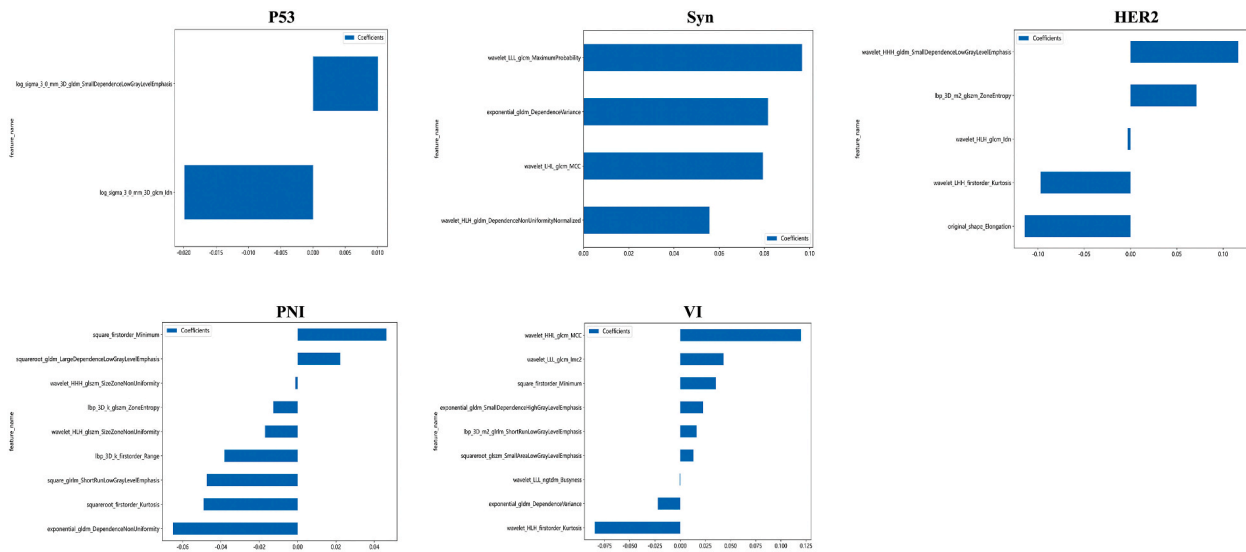 P53
Coefficients
log_sigma_3_0_mm_3D_gldm_SmallDependenceLowGrayLevelEmphasis
log_sigma_3_0_mm_3D_glcm_Idn
feature_name
-0.020 -0.015 -0.010 -0.005 0.000 0.005 0.010
Syn
wavelet_LLL_glcm_MaximumProbability
exponential_gldm_DependenceVariance
wavelet_LHL_glcm_MCC
wavelet_HLH_gldm_DependenceNonUniformityNormalized
feature_name
Coefficients
0.00 0.02 0.04 0.06 0.08 0.10
HER2
Coefficients
wavelet_HHH_gldm_SmallDependenceLowGrayLevelEmphasis
lbp_3D_m2_glszm_ZoneEntropy
wavelet_HLH_glcm_Idn
wavelet_LHH_firstorder_Kurtosis
original_shape_Elongation
feature_name
-0.10 -0.05 0.00 0.05 0.10
PNI
Coefficients
square_firstorder_Minimum
squareroot_gldm_LargeDependenceLowGrayLevelEmphasis
wavelet_HHH_glszm_SizeZoneNonUniformity
lbp_3D_k_glszm_ZoneEntropy
wavelet_HLH_glszm_SizeZoneNonUniformity
lbp_3D_k_firstorder_Range
square_glrlm_ShortRunLowGrayLevelEmphasis
squareroot_firstorder_Kurtosis
exponential_gldm_DependenceNonUniformity
feature_name
-0.06 -0.04 -0.02 0.00 0.02 0.04
VI
Coefficients
wavelet_HHL_glcm_MCC
wavelet_LLL_glcm_Imc2
square_firstorder_Minimum
exponential_gldm_SmallDependenceHighGrayLevelEmphasis
lbp_3D_m2_glrlm_ShortRunLowGrayLevelEmphasis
squareroot_glszm_SmallAreaLowGrayLevelEmphasis
wavelet_LLL_ngtdm_Busyness
exponential_gldm_DependenceVariance
wavelet_HLH_firstorder_Kurtosis
feature_name
-0.075 -0.050 -0.025 0.000 0.025 0.050 0.075 0.100 0.125